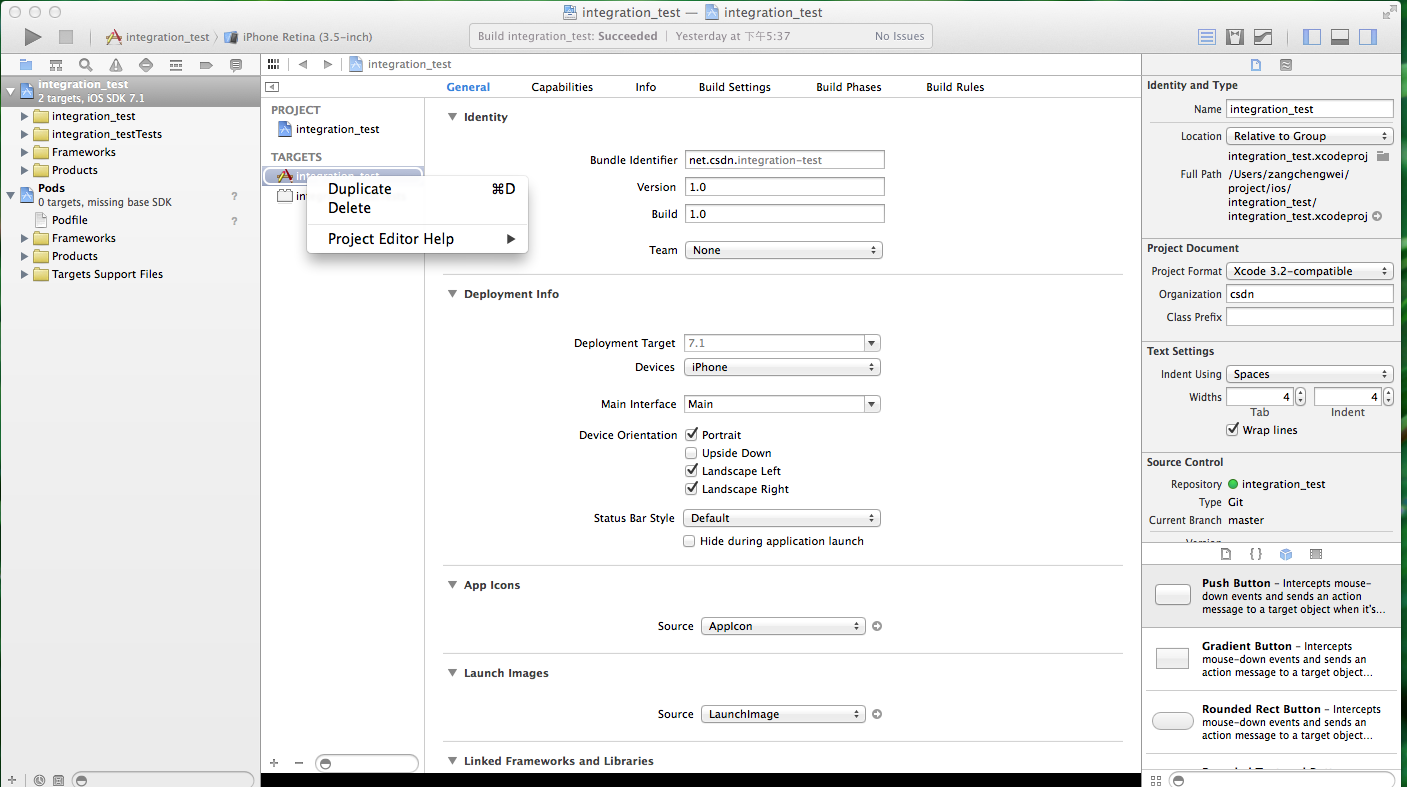 integration_test — integration_test
integration_test 〉 iPhone Retina (3.5-inch)
Build integration_test: Succeeded | Yesterday at 下午5:37 No Issues
integration_test
2 targets, iOS SDK 7.1
integration_test
integration_testTests
Frameworks
Products
Pods
0 targets, missing base SDK ?
Podfile ?
Frameworks
Products
Targets Support Files
integration_test
General Capabilities Info Build Settings Build Phases Build Rules
PROJECT
integration_test
TARGETS
integration_test
Duplicate ⌘D
Delete
Project Editor Help
Identity
Bundle Identifier net.csdn.integration-test
Version 1.0
Build 1.0
Team None
Deployment Info
Deployment Target 7.1
Devices iPhone
Main Interface Main
Device Orientation Portrait
Upside Down
Landscape Left
Landscape Right
Status Bar Style Default
Hide during application launch
App Icons
Source AppIcon
Launch Images
Source LaunchImage
Linked Frameworks and Libraries
Identity and Type
Name integration_test
Location Relative to Group
integration_test.xcodeproj
Full Path /Users/zangchengwei/
project/ios/
integration_test/
integration_test.xcodeproj
Project Document
Project Format Xcode 3.2-compatible
Organization csdn
Class Prefix
Text Settings
Indent Using Spaces
Widths 4 4
Tab Indent
Wrap lines
Source Control
Repository integration_test
Type Git
Current Branch master
Push Button – Intercepts mouse-
down events and sends an action
message to a target object when it's...
Gradient Button – Intercepts
mouse-down events and sends an
action message to a target object...
Rounded Rect Button – Intercepts
mouse-down events and sends an
action message to a target object...